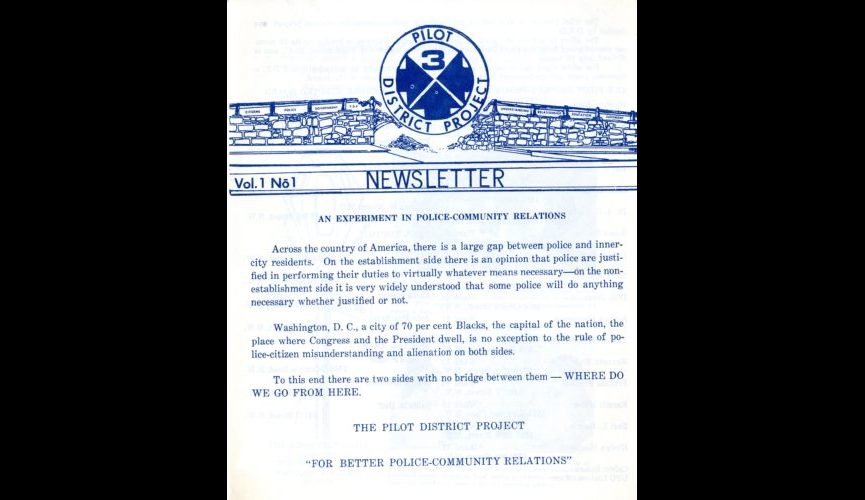 PILOT
3
DISTRICT PROJECT
CITIZENS POLICE GOVERNMENT
UNDERSTANDING RELATIONSHIP EDUCATION
Vol. 1 No 1 NEWSLETTER
AN EXPERIMENT IN POLICE-COMMUNITY RELATIONS
Across the country of America, there is a large gap between police and inner-
city residents. On the establishment side there is an opinion that police are justi-
fied in performing their duties to virtually whatever means necessary—on the non-
establishment side it is very widely understood that some police will do anything
necessary whether justified or not.
Washington, D. C., a city of 70 per cent Blacks, the capital of the nation, the
place where Congress and the President dwell, is no exception to the rule of po-
lice-citizen misunderstanding and alienation on both sides.
To this end there are two sides with no bridge between them — WHERE DO
WE GO FROM HERE.
THE PILOT DISTRICT PROJECT
"FOR BETTER POLICE-COMMUNITY RELATIONS"